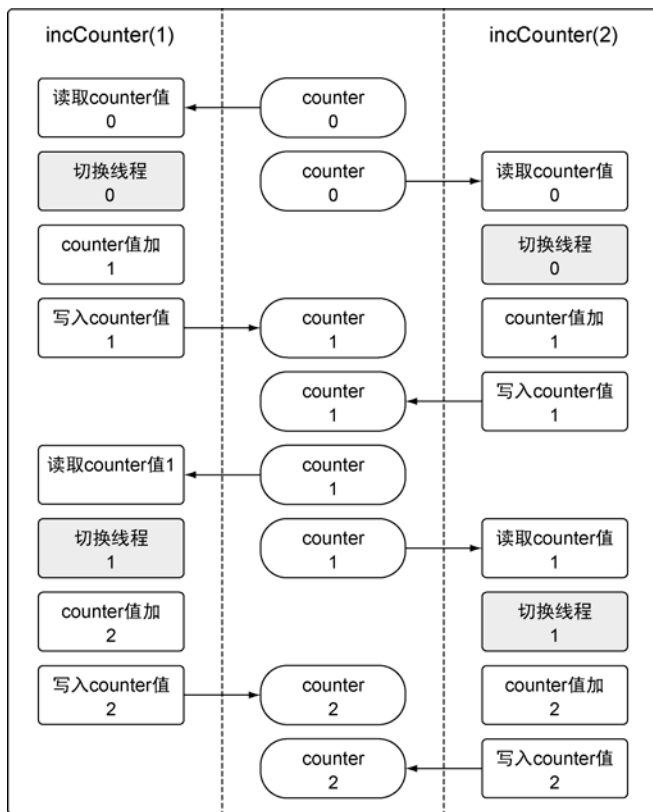 incCounter(1)
incCounter(2)
读取counter值
0
counter
0
切换线程
0
counter
0
读取counter值
0
counter值加
1
切换线程
0
写入counter值
1
counter
1
counter值加
1
counter
1
写入counter值
1
读取counter值1
counter
1
切换线程
1
counter
1
读取counter值
1
counter值加
2
切换线程
1
写入counter值
2
counter
2
counter值加
2
counter
2
写入counter值
2